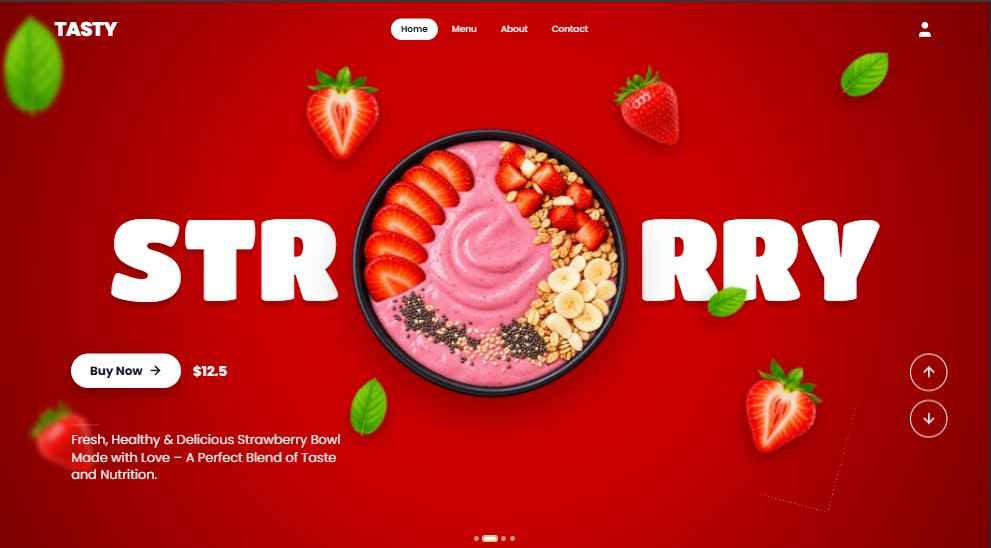 TASTY
Home Menu About Contact
STR RRY
Buy Now → $12.5
Fresh, Healthy & Delicious Strawberry Bowl
Made with Love – A Perfect Blend of Taste
and Nutrition.